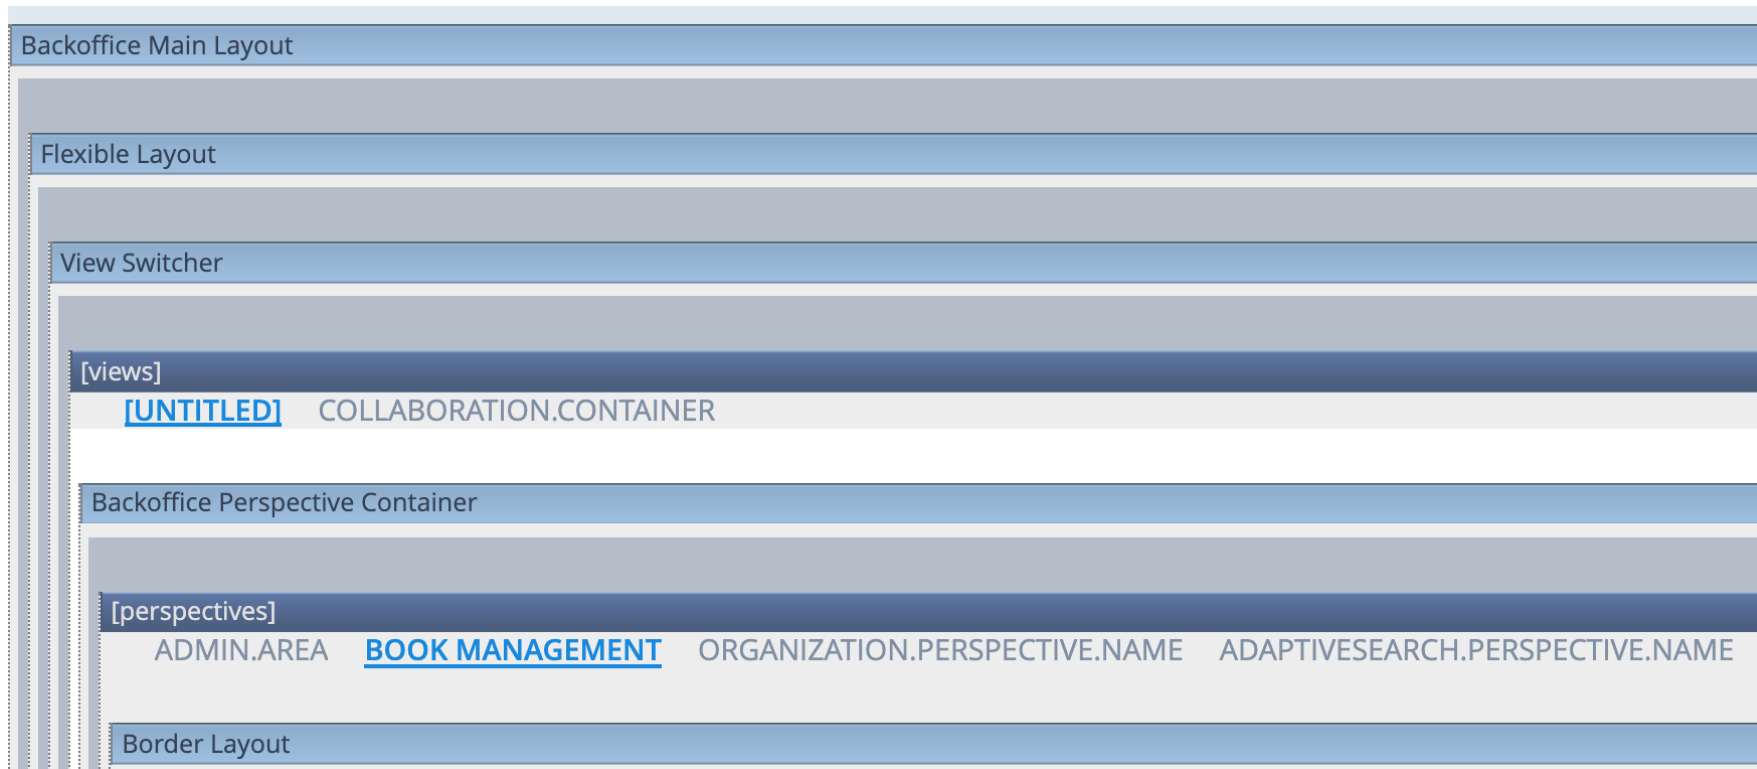 Backoffice Main Layout
Flexible Layout
View Switcher
[views]
[UNTITLED] COLLABORATION.CONTAINER
Backoffice Perspective Container
[perspectives]
ADMIN.AREA BOOK MANAGEMENT ORGANIZATION.PERSPECTIVE.NAME ADAPTIVESEARCH.PERSPECTIVE.NAME
Border Layout